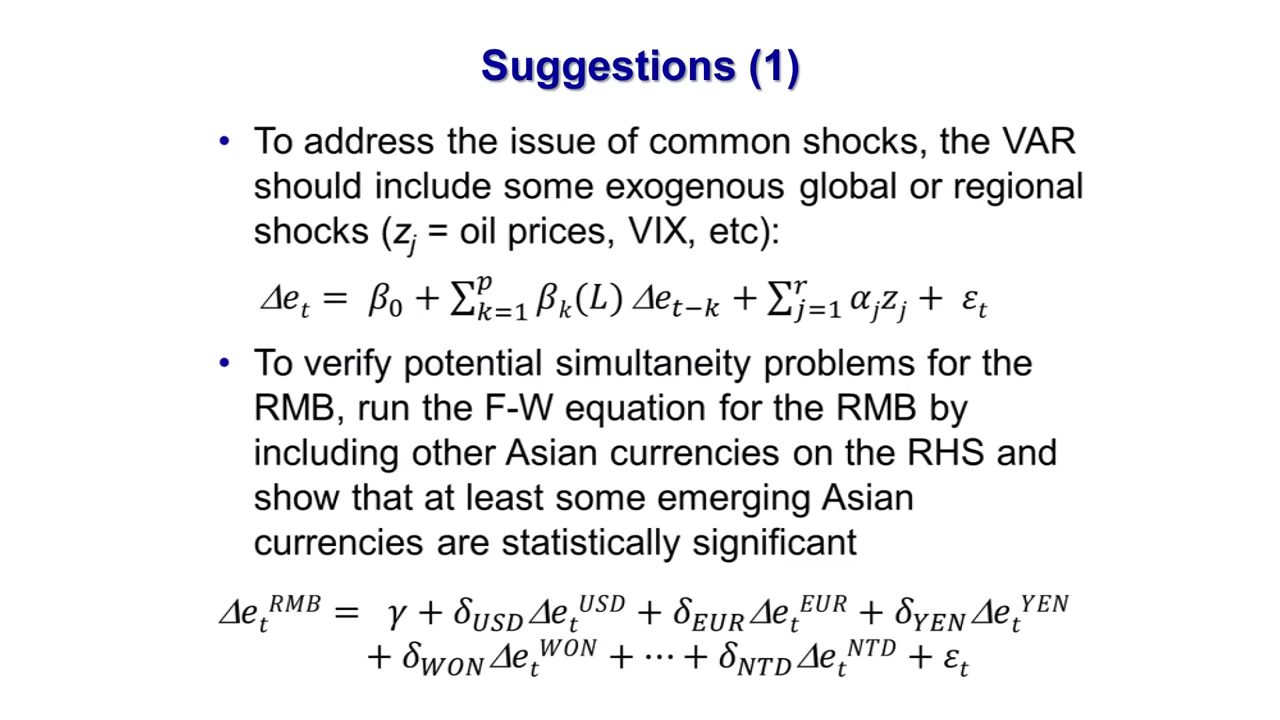 Suggestions (1)
• To address the issue of common shocks, the VAR
should include some exogenous global or regional
shocks (z_j = oil prices, VIX, etc):
Δe_t = β_0 + ∑_{k=1}^{p} β_k(L) Δe_{t−k} + ∑_{j=1}^{r} α_j z_j + ε_t
• To verify potential simultaneity problems for the
RMB, run the F-W equation for the RMB by
including other Asian currencies on the RHS and
show that at least some emerging Asian
currencies are statistically significant
Δe_t^{RMB} = γ + δ_{USD} Δe_t^{USD} + δ_{EUR} Δe_t^{EUR} + δ_{YEN} Δe_t^{YEN}
+ δ_{WON} Δe_t^{WON} + ⋯ + δ_{NTD} Δe_t^{NTD} + ε_t